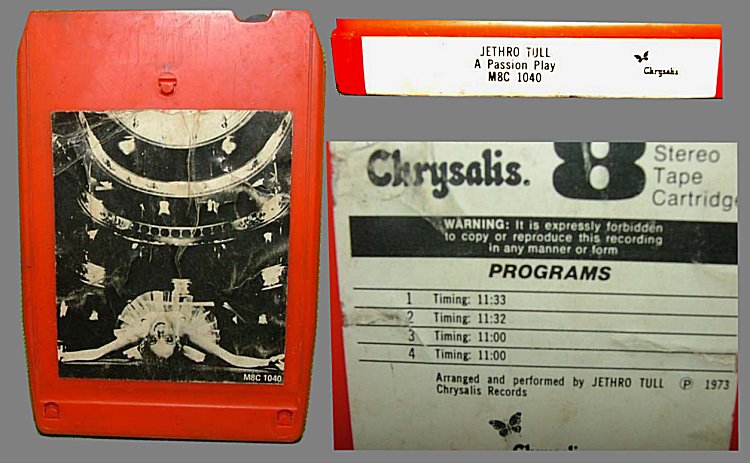 M8C 1040
JETHRO TULL
A Passion Play
M8C 1040
Chrysalis
Chrysalis.
8
Stereo
Tape
Cartridge
WARNING: It is expressly forbidden
to copy or reproduce this recording
in any manner or form
PROGRAMS
1 Timing: 11:33
2 Timing: 11:32
3 Timing: 11:00
4 Timing: 11:00
Arranged and performed by JETHRO TULL Ⓟ 1973
Chrysalis Records
Chrysalis